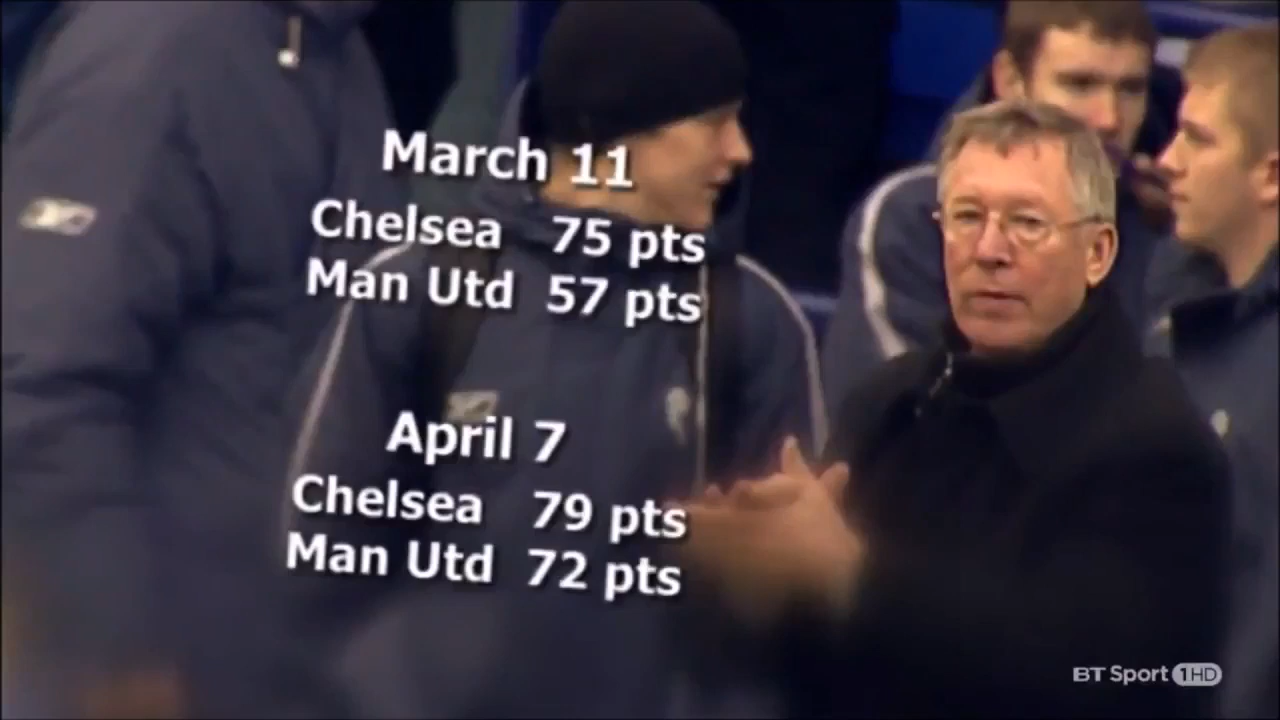 March 11
Chelsea 75 pts
Man Utd 57 pts
April 7
Chelsea 79 pts
Man Utd 72 pts
BT Sport 1HD